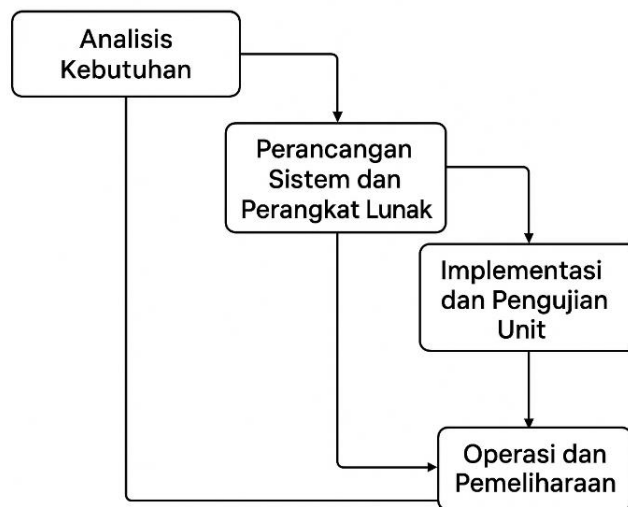 Analisis
Kebutuhan
Perancangan
Sistem dan
Perangkat Lunak
Implementasi
dan Pengujian
Unit
Operasi dan
Pemeliharaan